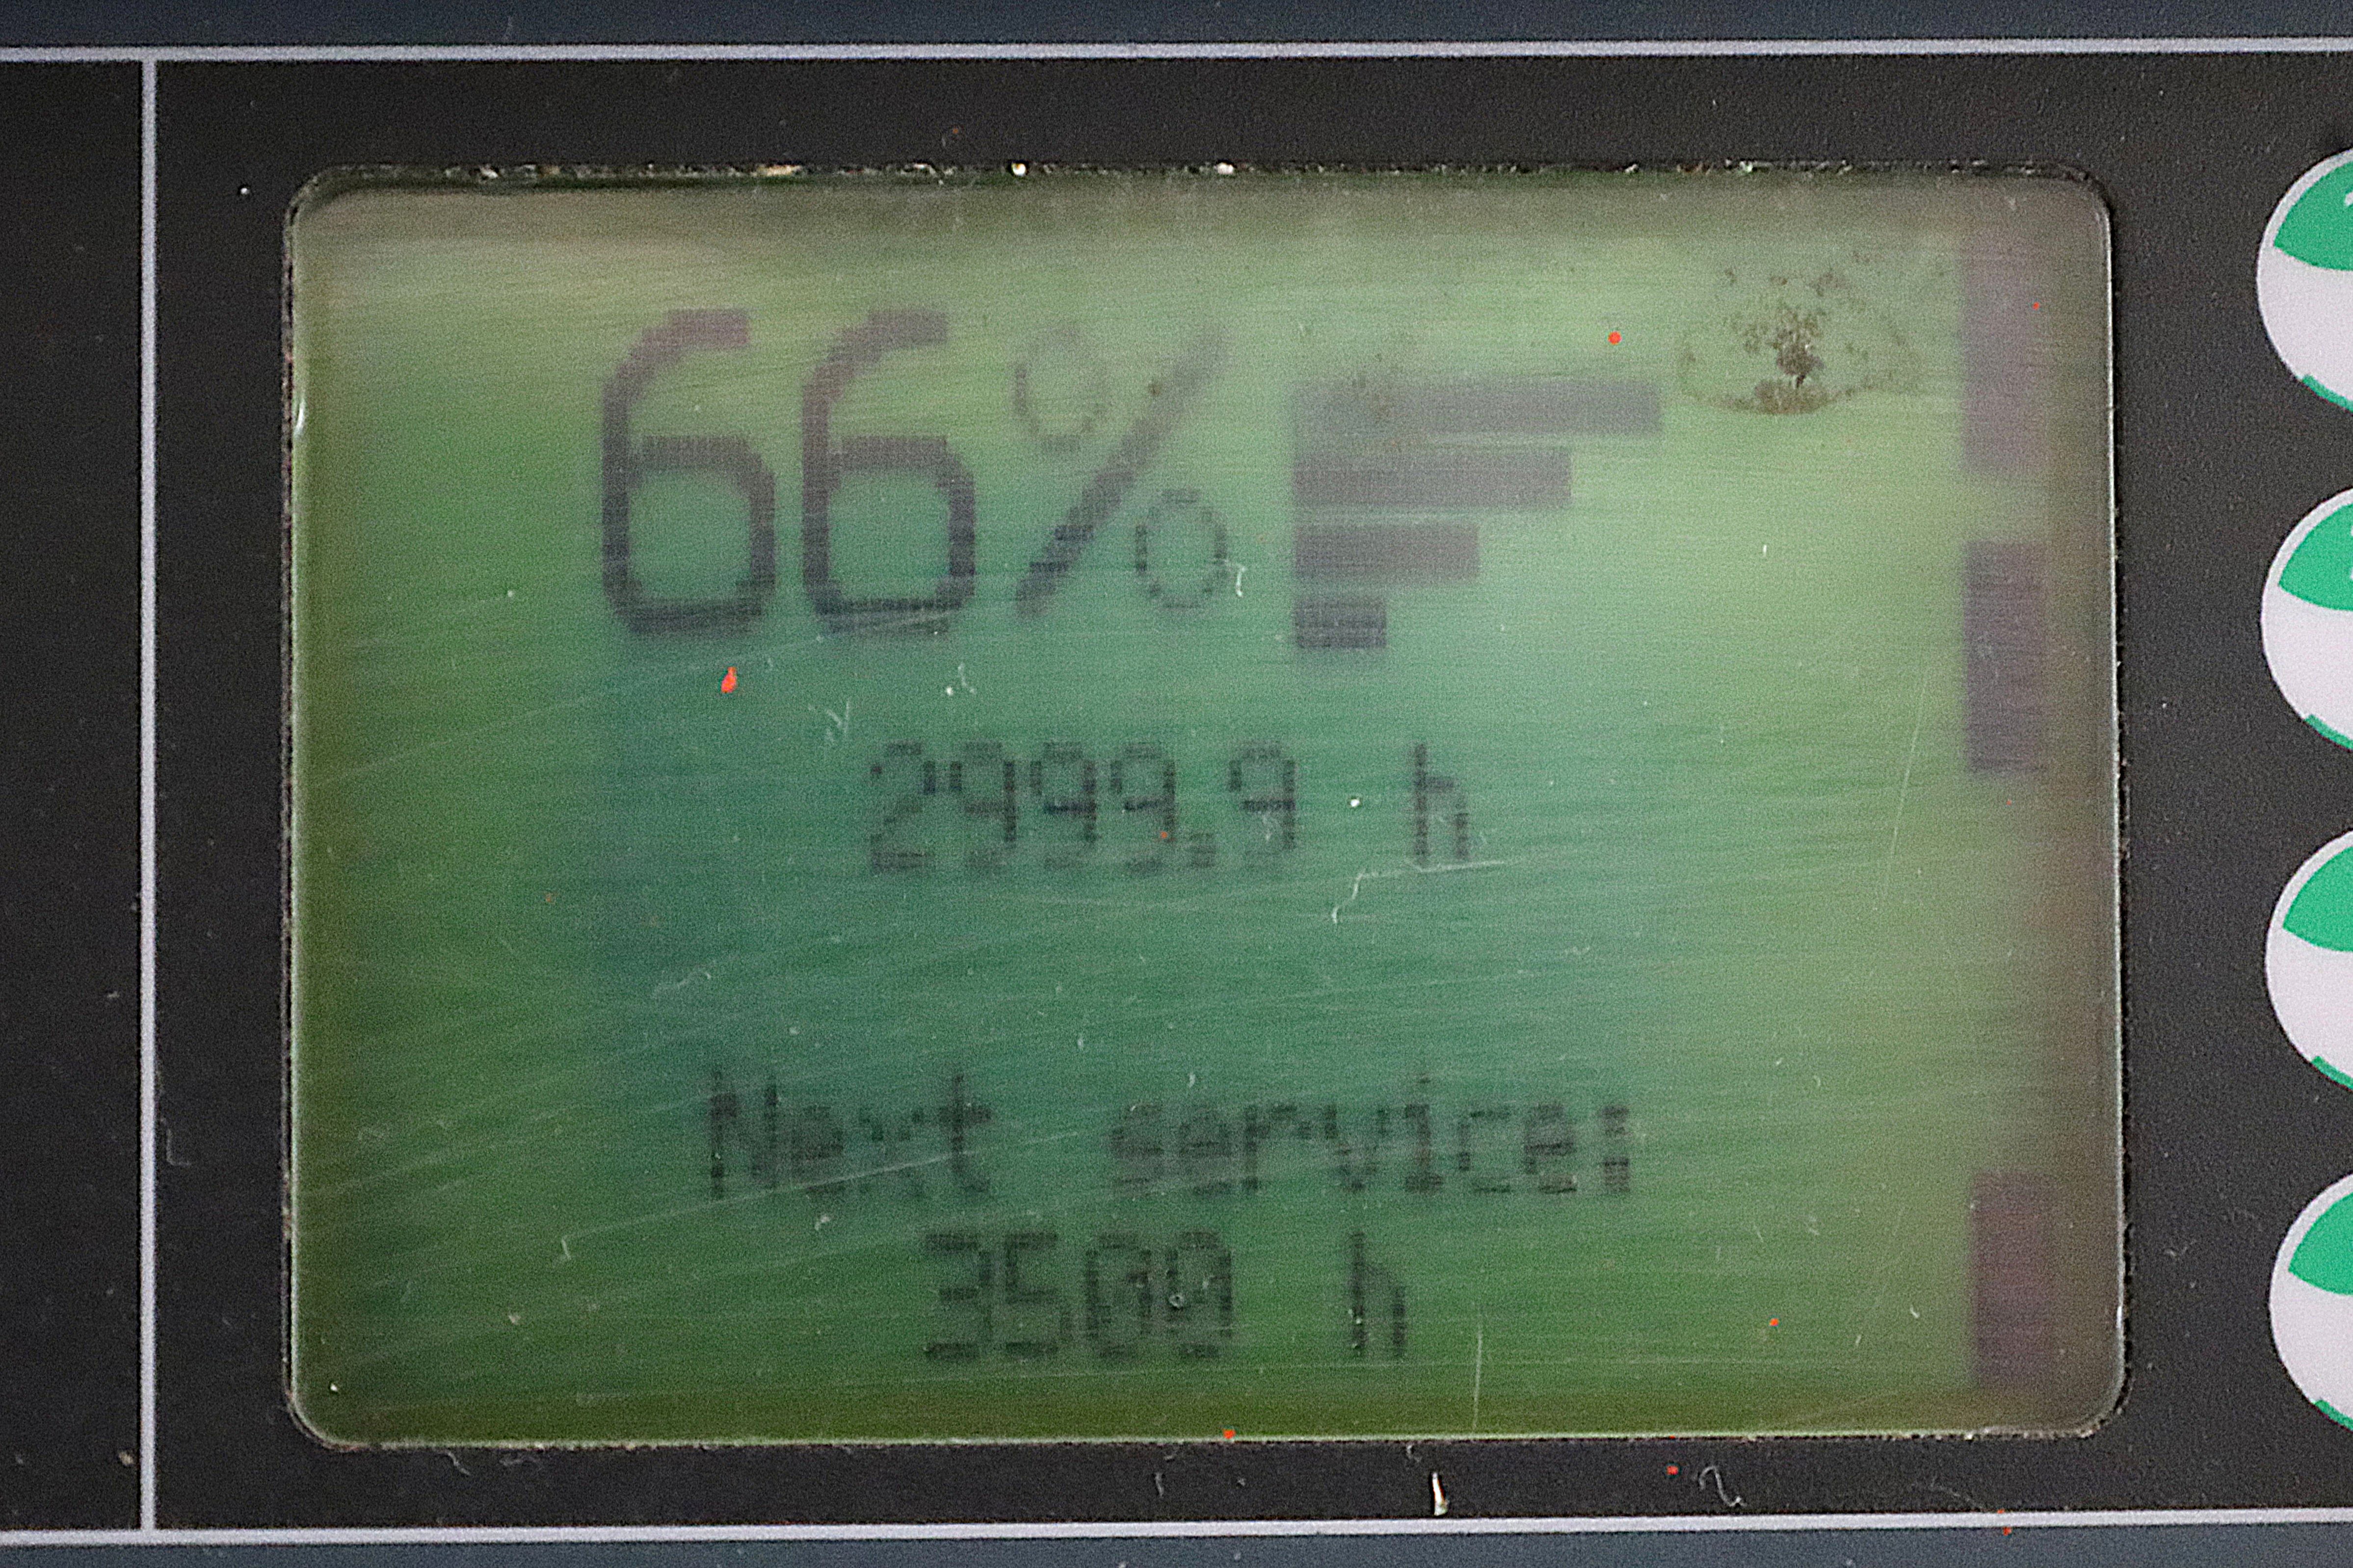 66%
2999.9 h
Next service:
3500 h